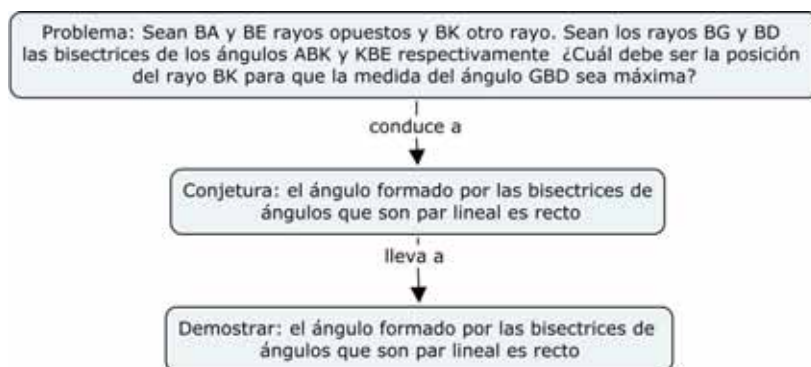 Problema: Sean BA y BE rayos opuestos y BK otro rayo. Sean los rayos BG y BD
las bisectrices de los ángulos ABK y KBE respectivamente ¿Cuál debe ser la posición
del rayo BK para que la medida del ángulo GBD sea máxima?
conduce a
Conjetura: el ángulo formado por las bisectrices de
ángulos que son par lineal es recto
lleva a
Demostrar: el ángulo formado por las bisectrices de
ángulos que son par lineal es recto